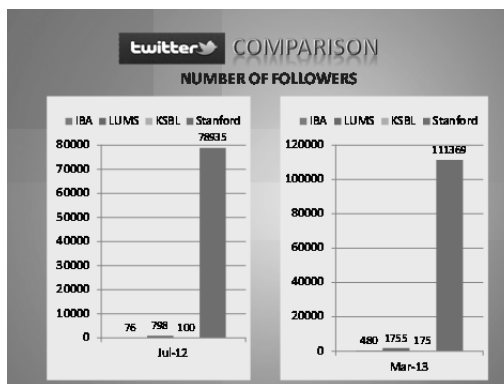 twitter COMPARISON
NUMBER OF FOLLOWERS
IBA LUMS KSBL Stanford
78935
80000
70000
60000
50000
40000
30000
20000
10000
0
76 798 100
Jul-12
IBA LUMS KSBL Stanford
120000
111369
100000
80000
60000
40000
20000
0
480 1755 175
Mar-13